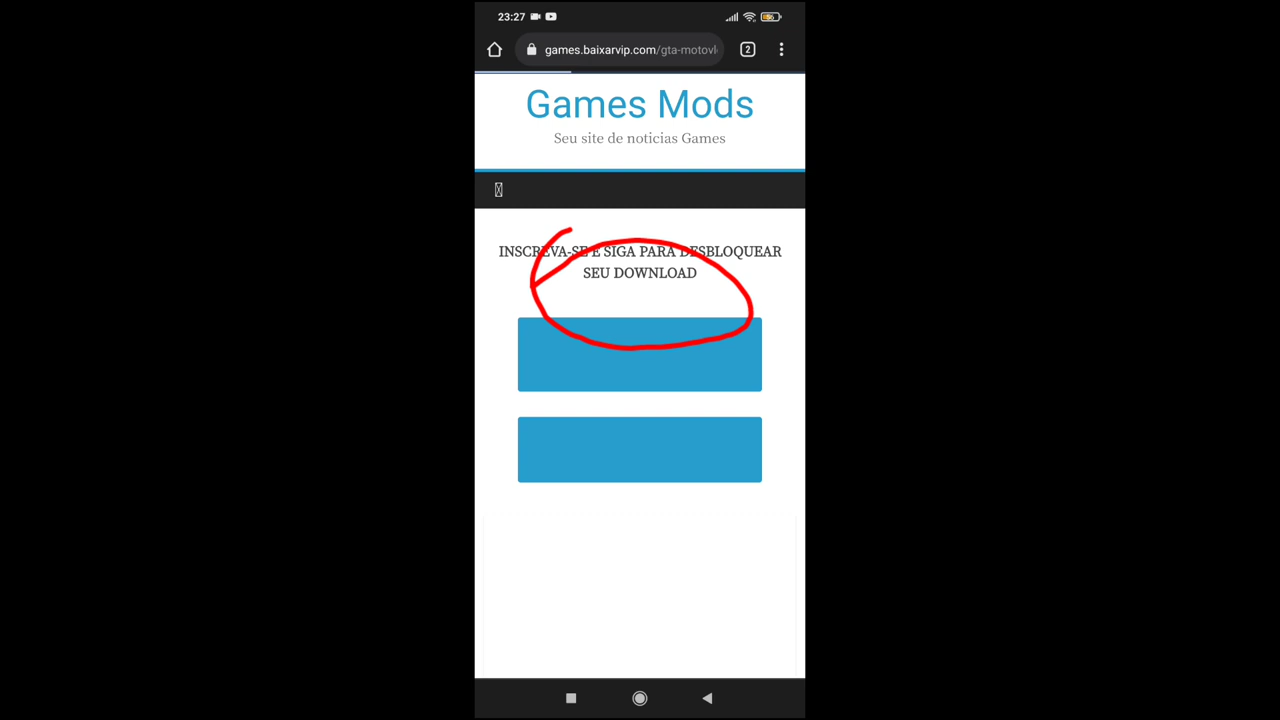 23:27
games.baixarvip.com/gta-motovl
2
Games Mods
Seu site de noticias Games
INSCREVA-SE E SIGA PARA DESBLOQUEAR
SEU DOWNLOAD